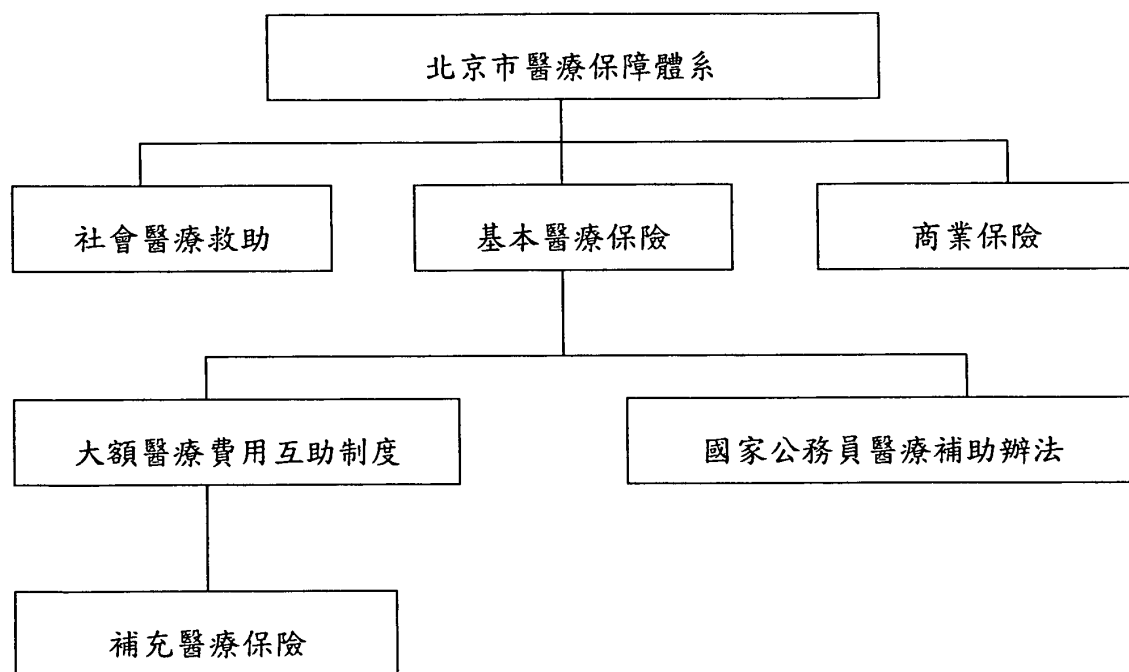 北京市醫療保障體系
社會醫療救助
基本醫療保險
商業保險
大額醫療費用互助制度
國家公務員醫療補助辦法
補充醫療保險